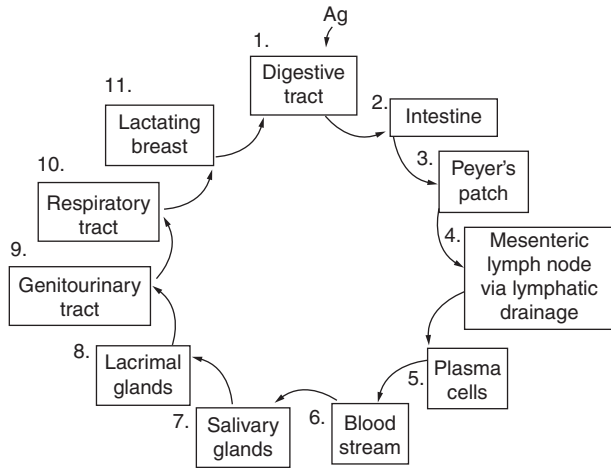 Ag
1.
Digestive
tract
2.
Intestine
3.
Peyer's
patch
4.
Mesenteric
lymph node
via lymphatic
drainage
5.
Plasma
cells
6.
Blood
stream
7.
Salivary
glands
8.
Lacrimal
glands
9.
Genitourinary
tract
10.
Respiratory
tract
11.
Lactating
breast